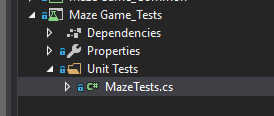 Maze Game_Tests
Dependencies
Properties
Unit Tests
C# MazeTests.cs